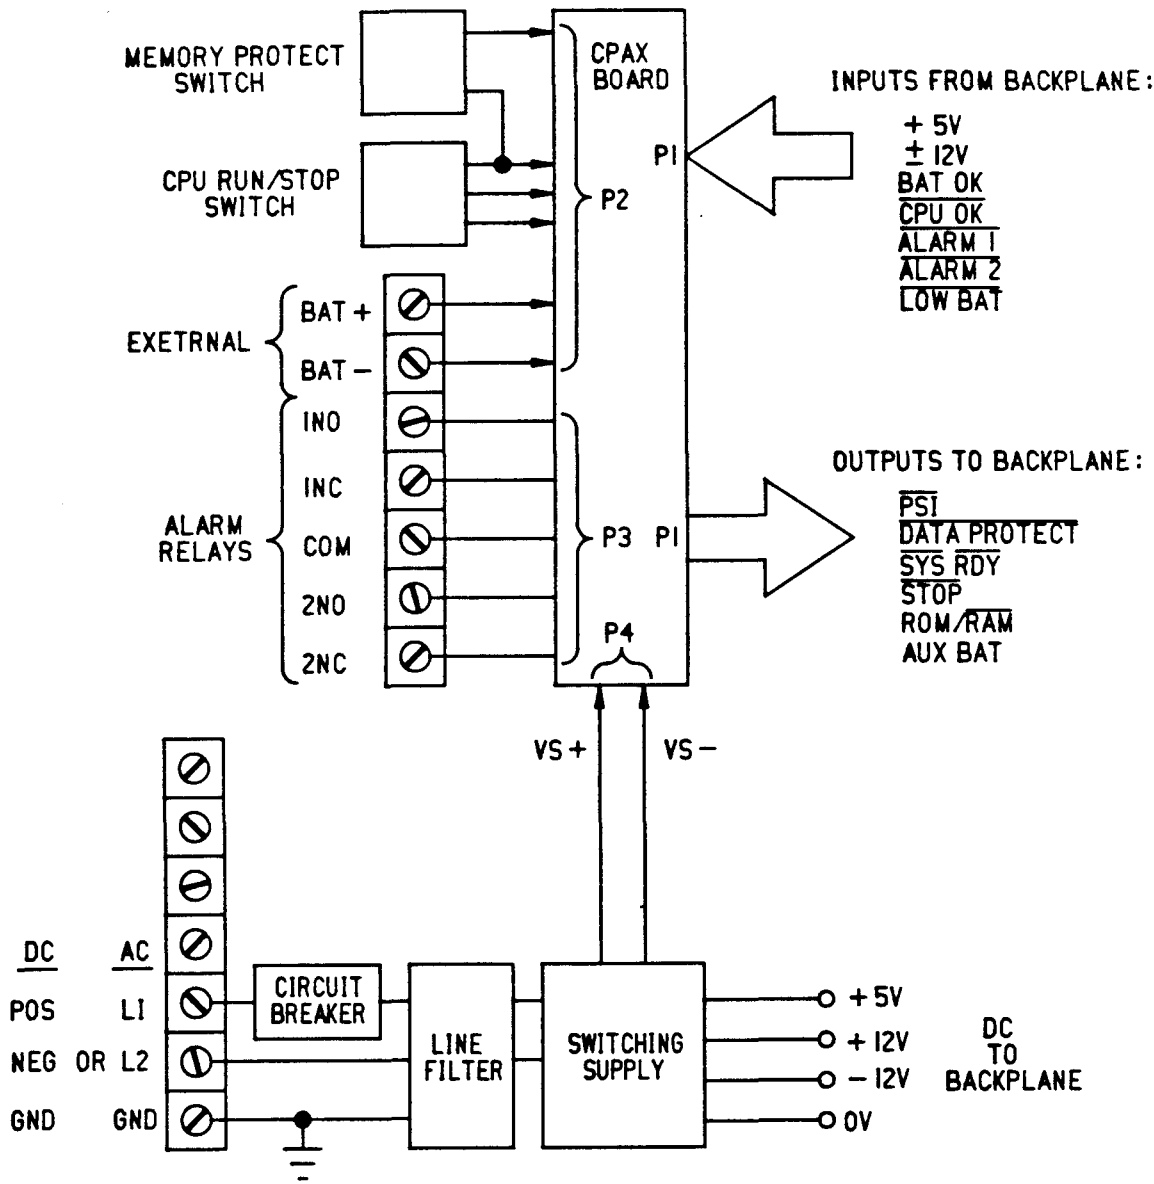 MEMORY PROTECT
SWITCH
CPU RUN/STOP
SWITCH
CPAX
BOARD
P2
P1
INPUTS FROM BACKPLANE:
+ 5V
± 12V
BAT OK
CPU OK
ALARM 1
ALARM 2
LOW BAT
EXETRNAL
BAT +
BAT −
ALARM
RELAYS
1NO
1NC
COM
2NO
2NC
P3
P1
P4
OUTPUTS TO BACKPLANE:
PS1
DATA PROTECT
SYS RDY
STOP
ROM/RAM
AUX BAT
VS +
VS −
DC
AC
POS
L1
NEG OR L2
GND
GND
CIRCUIT
BREAKER
LINE
FILTER
SWITCHING
SUPPLY
+ 5V
+ 12V
− 12V
0V
DC
TO
BACKPLANE